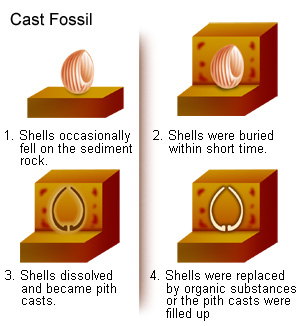 Cast Fossil
1. Shells occasionally
fell on the sediment
rock.
2. Shells were buried
within short time.
3. Shells dissolved
and became pith
casts.
4. Shells were replaced
by organic substances
or the pith casts were
filled up